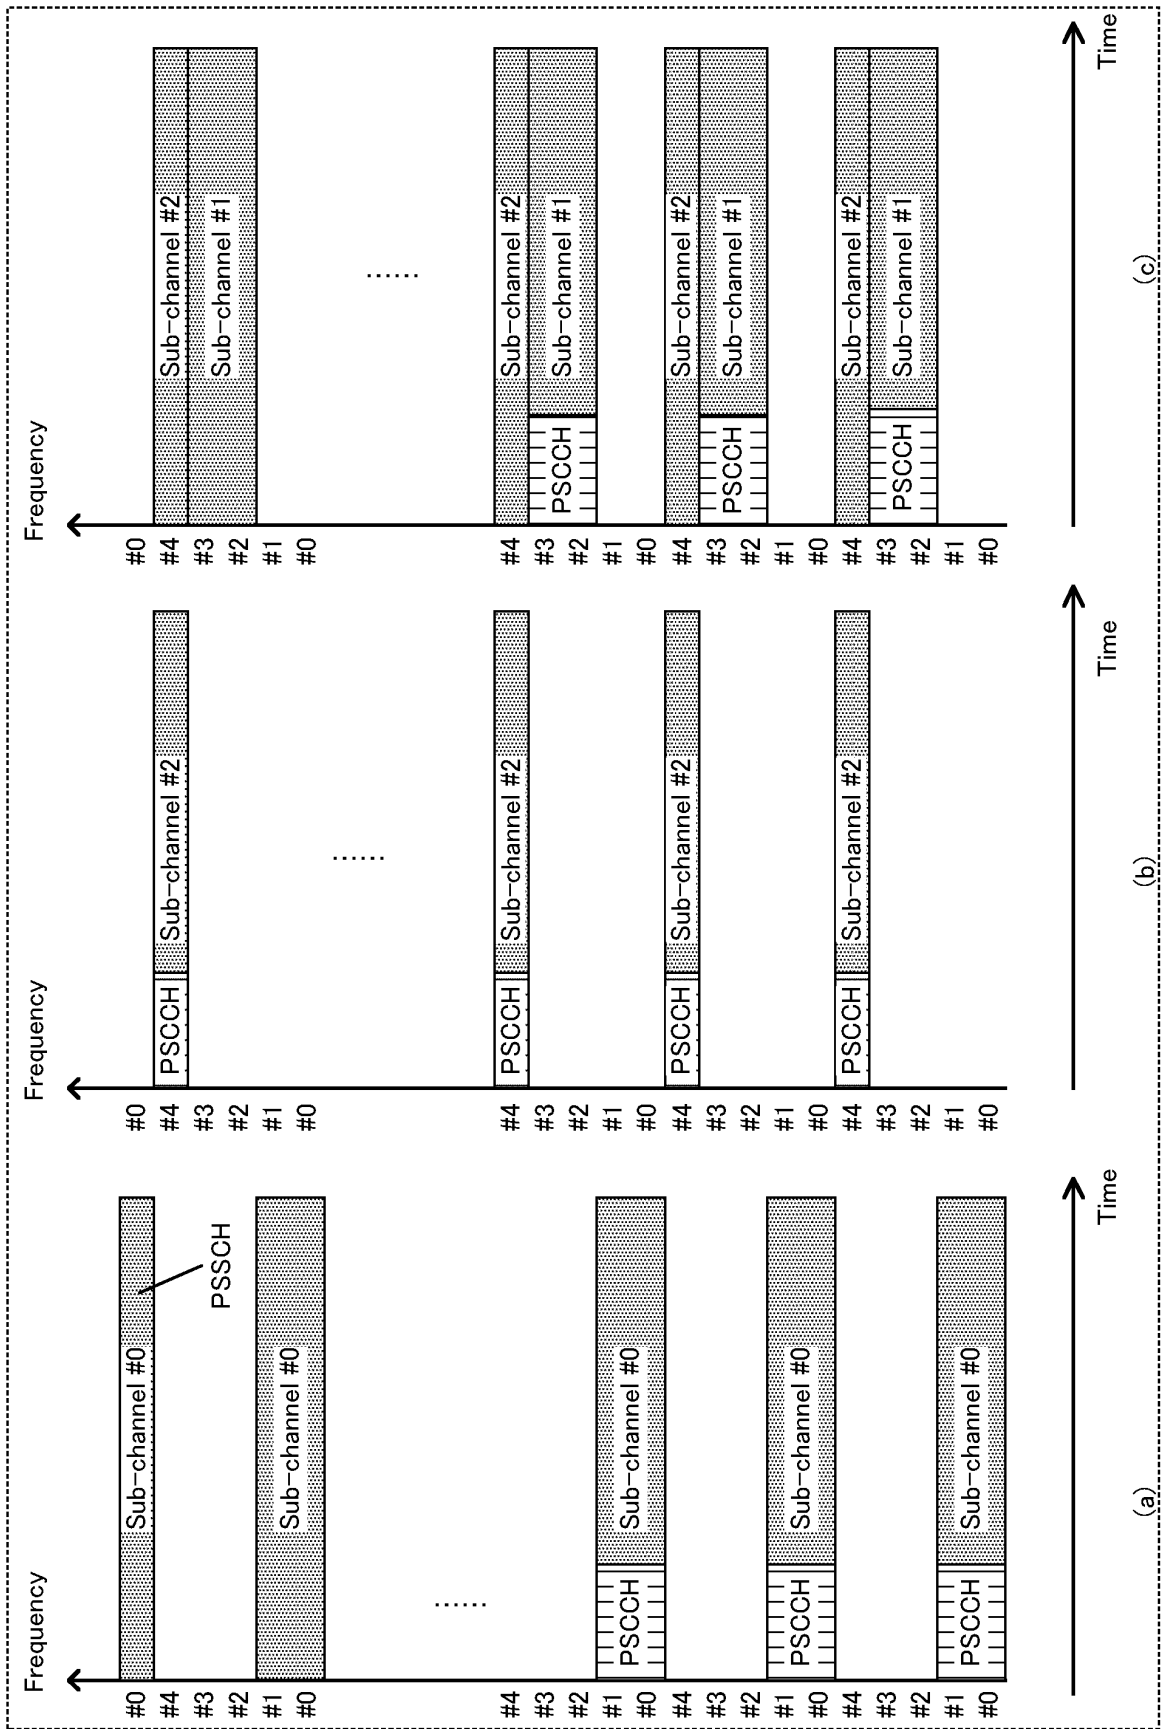 Frequency
#0
Sub-channel #0
PSSCH
#4
#3
#2
#1
Sub-channel #0
#0
......
#4
#3
#2
#1
PSCCH
Sub-channel #0
#0
#4
#3
#2
#1
PSCCH
Sub-channel #0
#0
#4
#3
#2
#1
PSCCH
Sub-channel #0
#0
Time
(a)
Frequency
#0
#4
PSCCH
Sub-channel #2
#3
#2
#1
#0
......
#4
PSCCH
Sub-channel #2
#3
#2
#1
#0
#4
PSCCH
Sub-channel #2
#3
#2
#1
#0
#4
PSCCH
Sub-channel #2
#3
#2
#1
#0
Time
(b)
Frequency
#0
#4
Sub-channel #2
#3
Sub-channel #1
#2
#1
#0
......
#4
Sub-channel #2
#3
PSCCH
Sub-channel #1
#2
#1
#0
#4
Sub-channel #2
#3
PSCCH
Sub-channel #1
#2
#1
#0
#4
Sub-channel #2
#3
PSCCH
Sub-channel #1
#2
#1
#0
Time
(c)